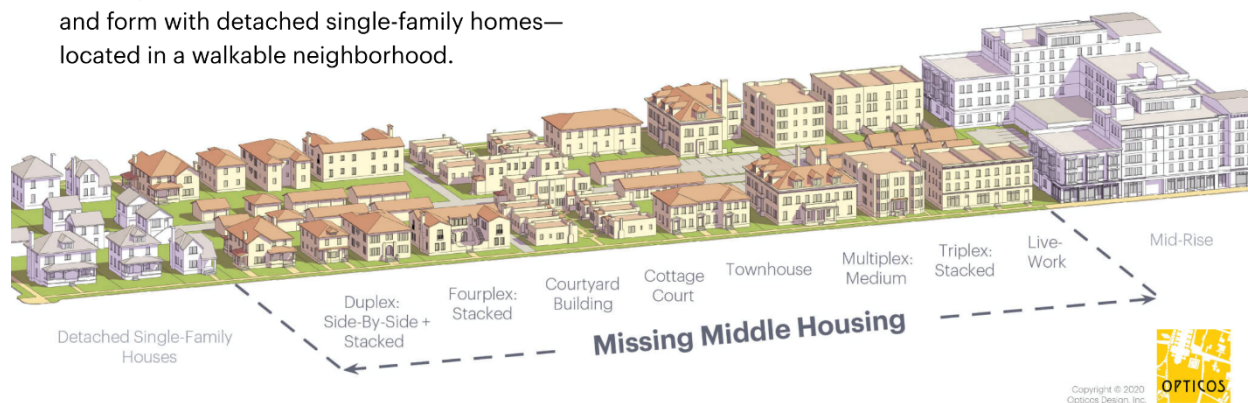 and form with detached single-family homes—
located in a walkable neighborhood.
Detached Single-Family
Houses
Duplex:
Side-By-Side +
Stacked
Fourplex:
Stacked
Courtyard
Building
Cottage
Court
Townhouse
Multiplex:
Medium
Triplex:
Stacked
Live-
Work
Mid-Rise
Missing Middle Housing
Copyright © 2020
Opticos Design, Inc.
OPTICOS